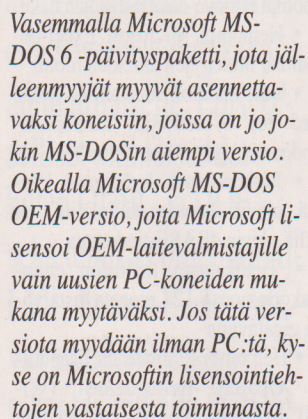 Vasemmalla Microsoft MS-
DOS 6 -päivityspaketti, jota jäl-
leenmyyjät myyvät asennetta-
vaksi koneisiin, joissa on jo jo-
kin MS-DOSin aiempi versio.
Oikealla Microsoft MS-DOS
OEM-versio, joita Microsoft li-
sensoi OEM-laitevalmistajille
vain uusien PC-koneiden mu-
kana myytäväksi. Jos tätä ver-
siota myydään ilman PC:tä, ky-
se on Microsoftin lisensointieh-
tojen vastaisesta toiminnasta.